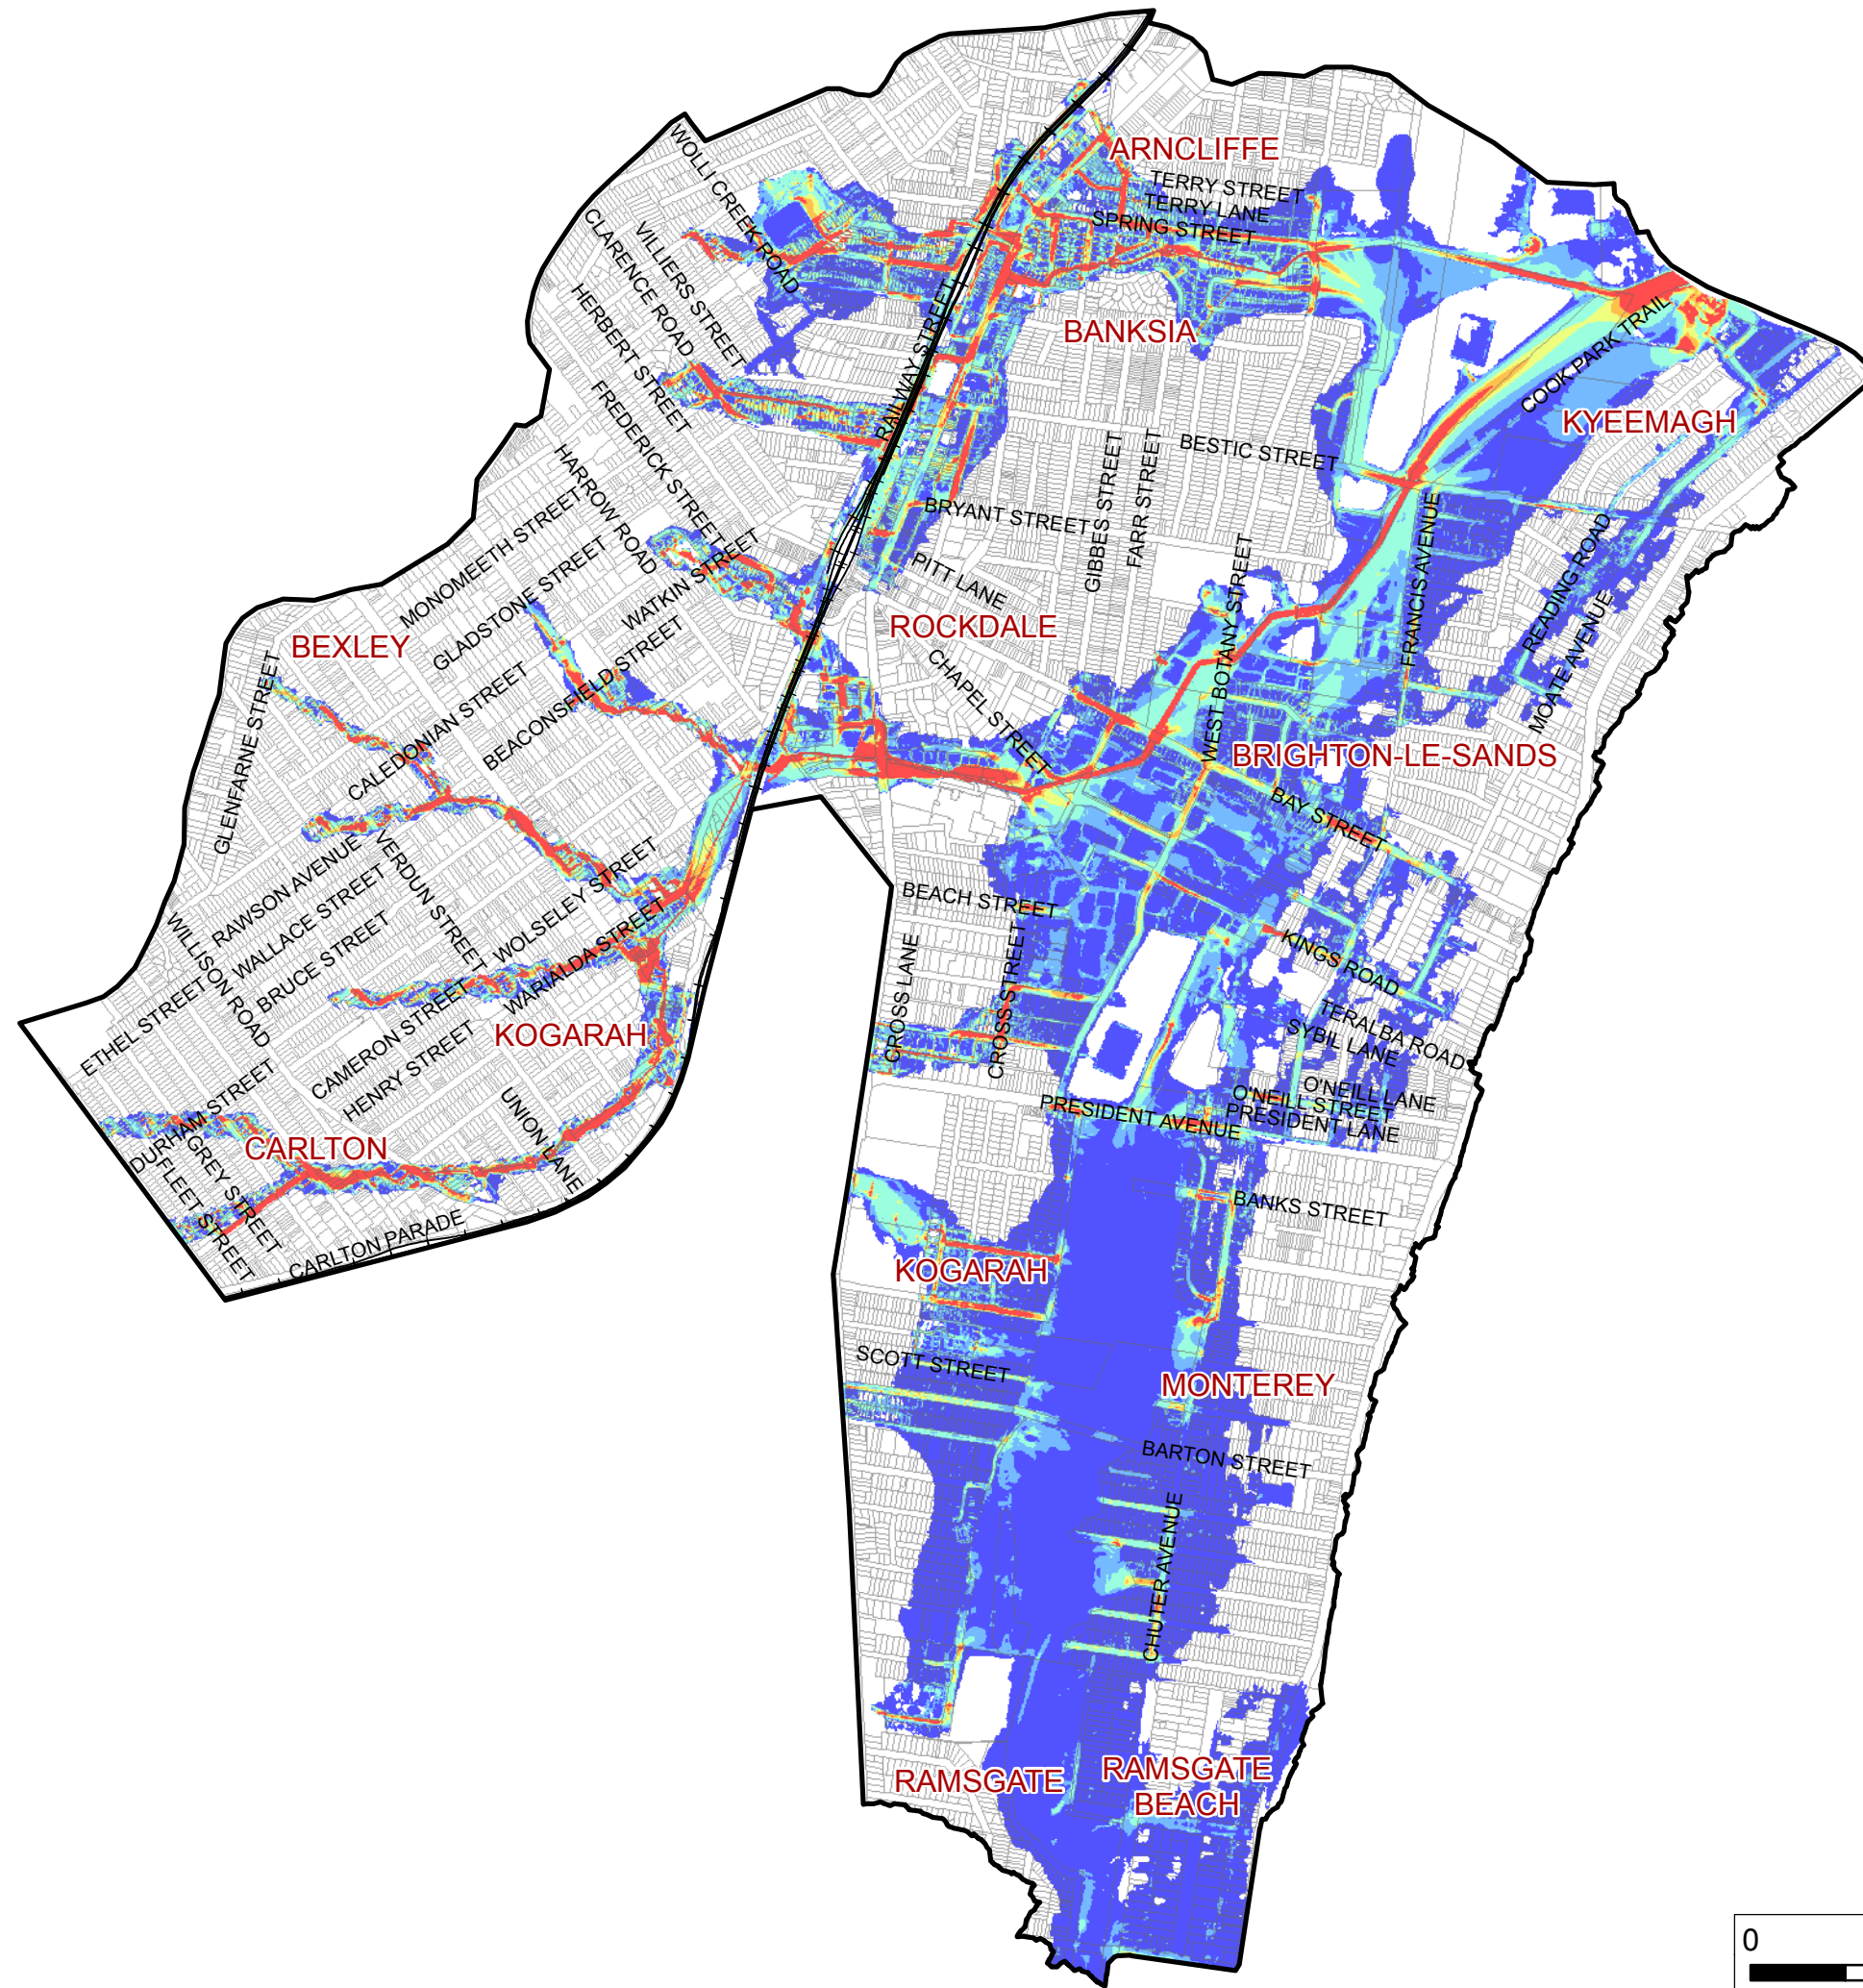 ARNCLIFFE
TERRY STREET
TERRY LANE
SPRING STREET
WOLLI CREEK ROAD
VILLIERS STREET
CLARENCE ROAD
HERBERT STREET
FREDERICK STREET
HARROW ROAD
RAILWAY STREET
BANKSIA
COOK PARK TRAIL
KYEEMAGH
BESTIC STREET
GIBBES STREET
FARR STREET
BRYANT STREET
PITT LANE
MONOMEETH STREET
GLADSTONE STREET
WATKIN STREET
BEXLEY
ROCKDALE
WEST BOTANY STREET
FRANCIS AVENUE
READING ROAD
MOATE AVENUE
GLENFARNE STREET
CALEDONIAN STREET
BEACONSFIELD STREET
CHAPEL STREET
BRIGHTON-LE-SANDS
BAY STREET
RAWSON AVENUE
VERDUN STREET
WALLACE STREET
WOLSELEY STREET
WILLISON ROAD
BRUCE STREET
WARIALDA STREET
BEACH STREET
CROSS LANE
CROSS STREET
KINGS ROAD
ETHEL STREET
CAMERON STREET
HENRY STREET
KOGARAH
TERALBA ROAD
SYBIL LANE
O'NEILL LANE
O'NEILL STREET
PRESIDENT LANE
PRESIDENT AVENUE
DURHAM STREET
CARLTON
UNION LANE
GREY STREET
FLEET STREET
CARLTON PARADE
BANKS STREET
KOGARAH
SCOTT STREET
MONTEREY
BARTON STREET
CHUTER AVENUE
RAMSGATE
RAMSGATE
BEACH
0